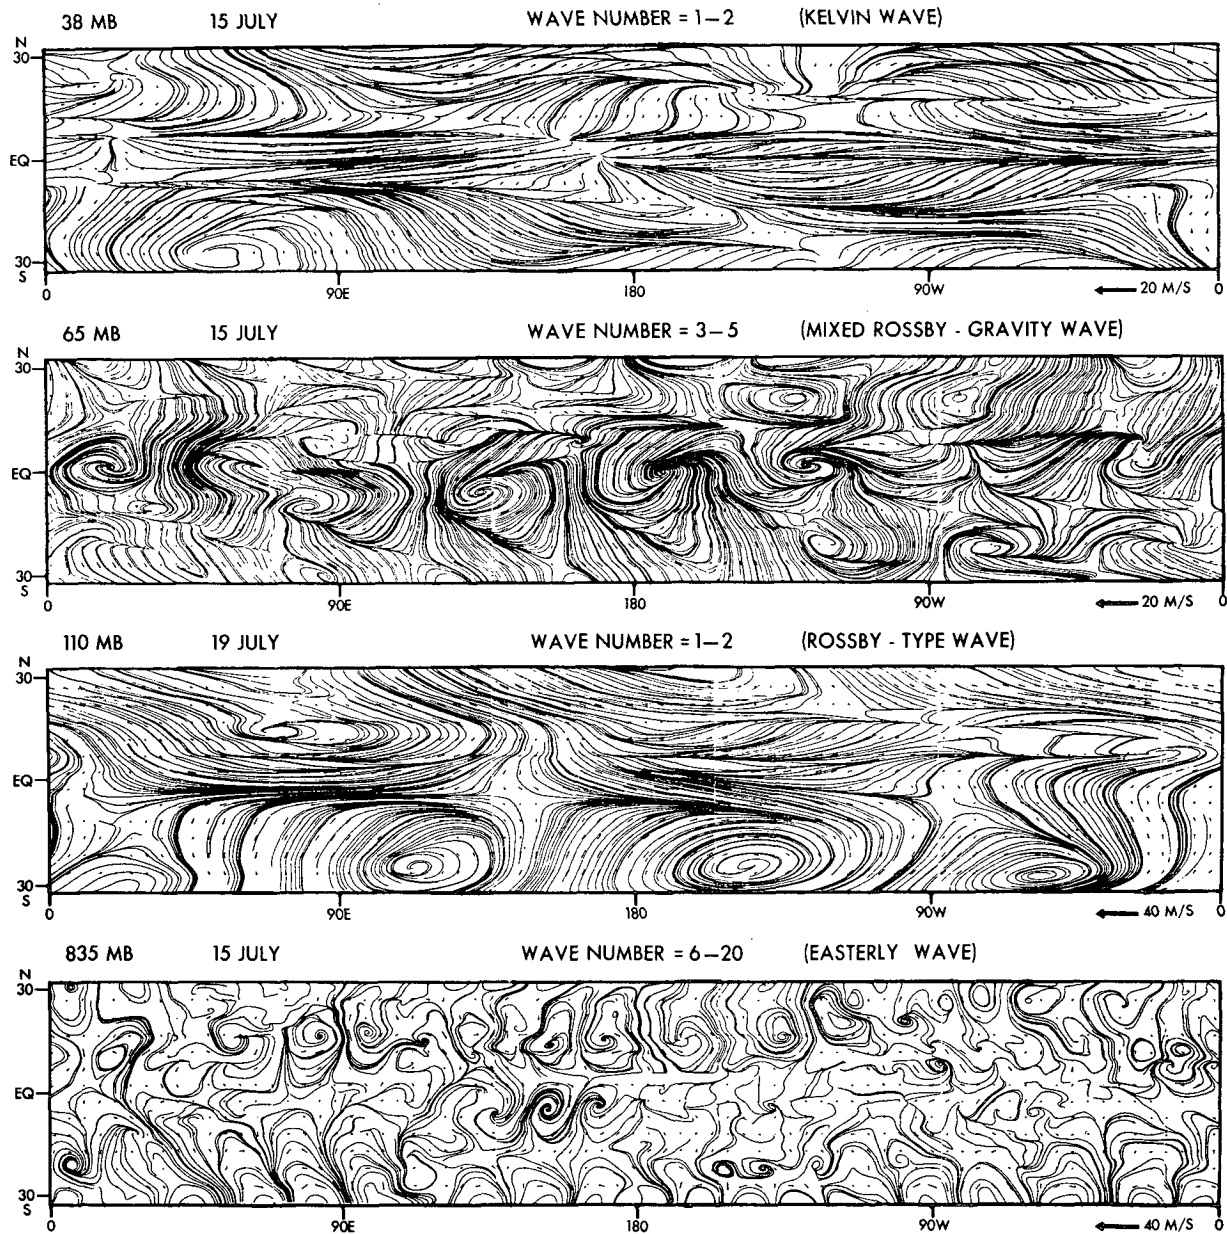 38 MB 15 JULY WAVE NUMBER = 1–2 (KELVIN WAVE)
N
30
EQ
30
S
0 90E 180 90W 20 M/S 0
65 MB 15 JULY WAVE NUMBER = 3–5 (MIXED ROSSBY - GRAVITY WAVE)
N
30
EQ
30
S
0 90E 180 90W 20 M/S 0
110 MB 19 JULY WAVE NUMBER = 1–2 (ROSSBY - TYPE WAVE)
N
30
EQ
30
S
0 90E 180 90W 40 M/S 0
835 MB 15 JULY WAVE NUMBER = 6–20 (EASTERLY WAVE)
N
30
EQ
30
S
0 90E 180 90W 40 M/S 0